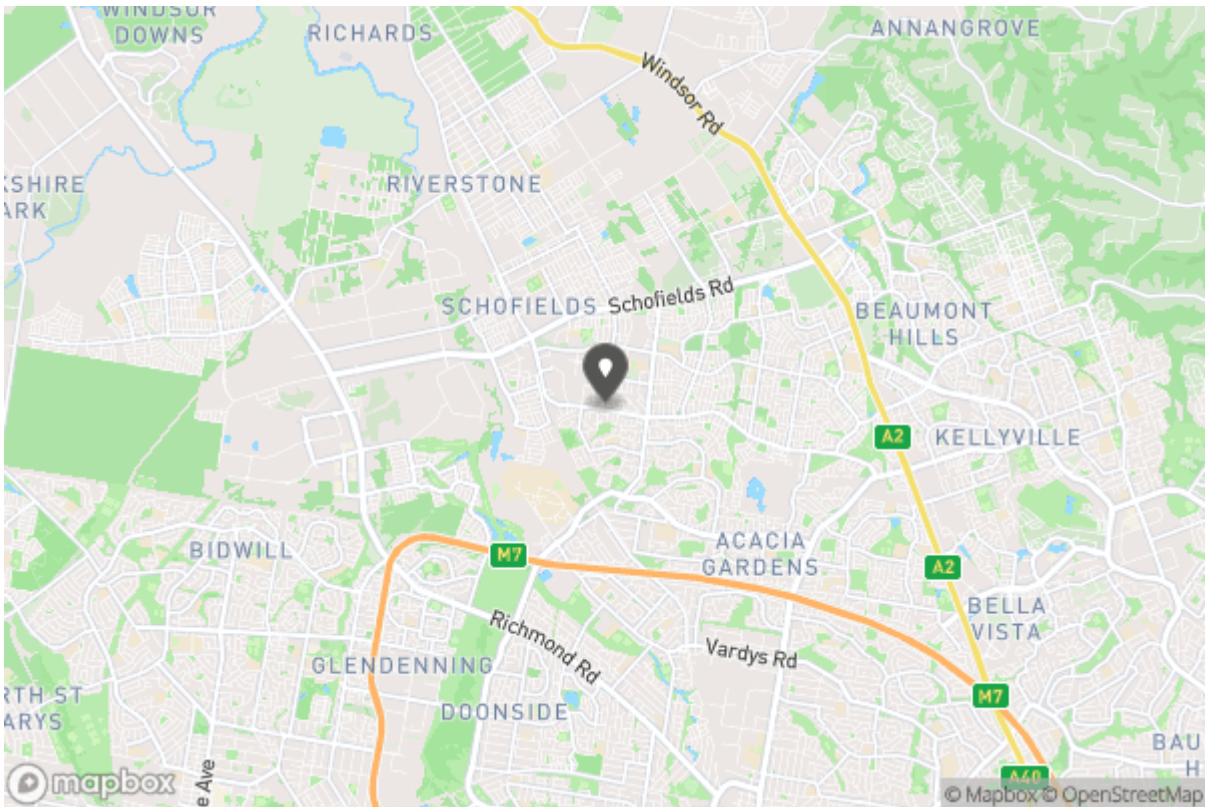 WINDSOR
DOWNS
RICHARDS
ANNANGROVE
Windsor Rd
KSHIRE
ARK
RIVERSTONE
SCHOFIELDS
Schofields Rd
BEAUMONT
HILLS
A2
KELLYVILLE
BIDWILL
M7
ACACIA
GARDENS
A2
BELLA
VISTA
Richmond Rd
Vardys Rd
GLENDENNING
M7
RTH ST
ARYS
DOONSIDE
BAU
H
e Ave
A40
mapbox
© Mapbox © OpenStreetMap